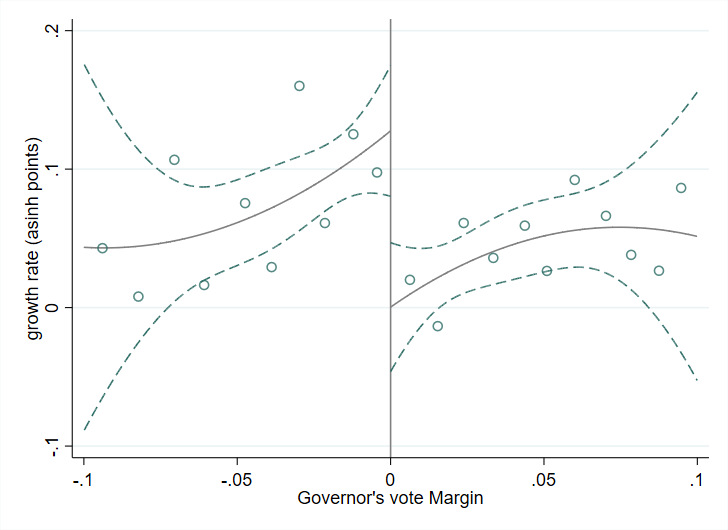 .2
.1
0
-.1
growth rate (asinh points)
-.1 -.05 0 .05 .1
Governor's vote Margin